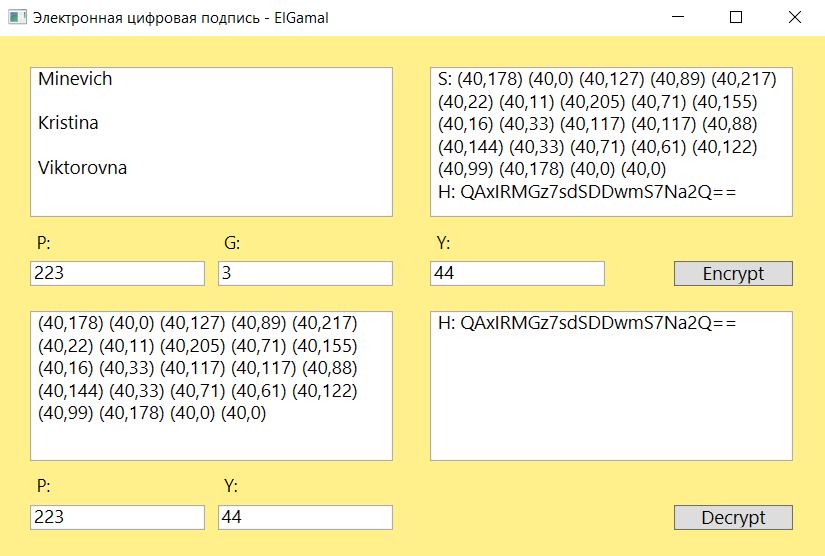 Электронная цифровая подпись - ElGamal
Minevich
Kristina
Viktorovna
S: (40,178) (40,0) (40,127) (40,89) (40,217)
(40,22) (40,11) (40,205) (40,71) (40,155)
(40,16) (40,33) (40,117) (40,117) (40,88)
(40,144) (40,33) (40,71) (40,61) (40,122)
(40,99) (40,178) (40,0) (40,0)
H: QAxIRMGz7sdSDDwmS7Na2Q==
P:
G:
Y:
223
3
44
Encrypt
(40,178) (40,0) (40,127) (40,89) (40,217)
(40,22) (40,11) (40,205) (40,71) (40,155)
(40,16) (40,33) (40,117) (40,117) (40,88)
(40,144) (40,33) (40,71) (40,61) (40,122)
(40,99) (40,178) (40,0) (40,0)
H: QAxIRMGz7sdSDDwmS7Na2Q==
P:
Y:
223
44
Decrypt